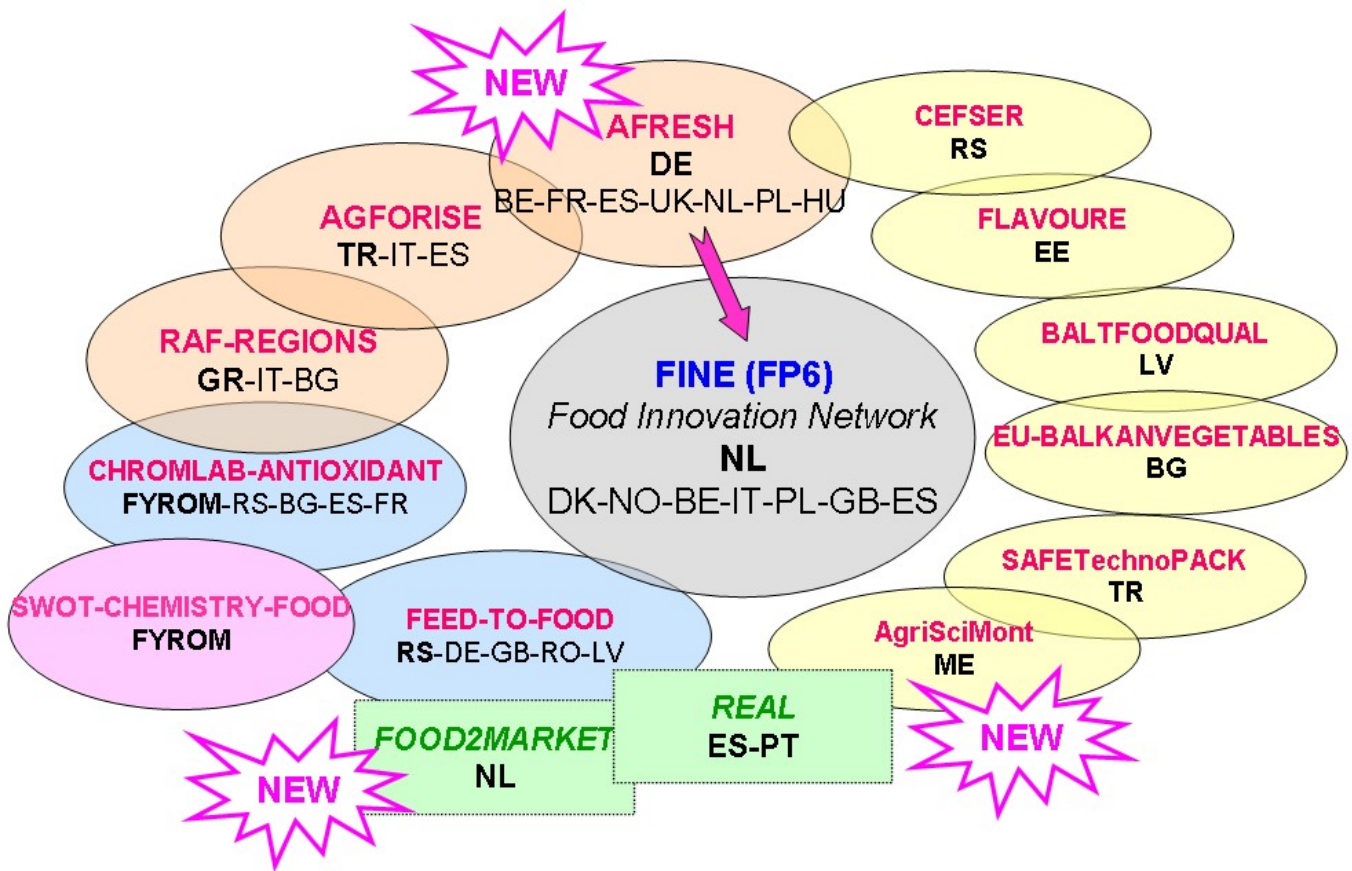 NEW
AFRESH
DE
BE-FR-ES-UK-NL-PL-HU
CEFSER
RS
AGFORISE
TR-IT-ES
FLAVOURE
EE
RAF-REGIONS
GR-IT-BG
BALTFOODQUAL
LV
FINE (FP6)
Food Innovation Network
NL
DK-NO-BE-IT-PL-GB-ES
EU-BALKANVEGETABLES
BG
CHROMLAB-ANTIOXIDANT
FYROM-RS-BG-ES-FR
SAFETechnoPACK
TR
SWOT-CHEMISTRY-FOOD
FYROM
FEED-TO-FOOD
RS-DE-GB-RO-LV
AgriSciMont
ME
REAL
ES-PT
NEW
FOOD2MARKET
NL
NEW